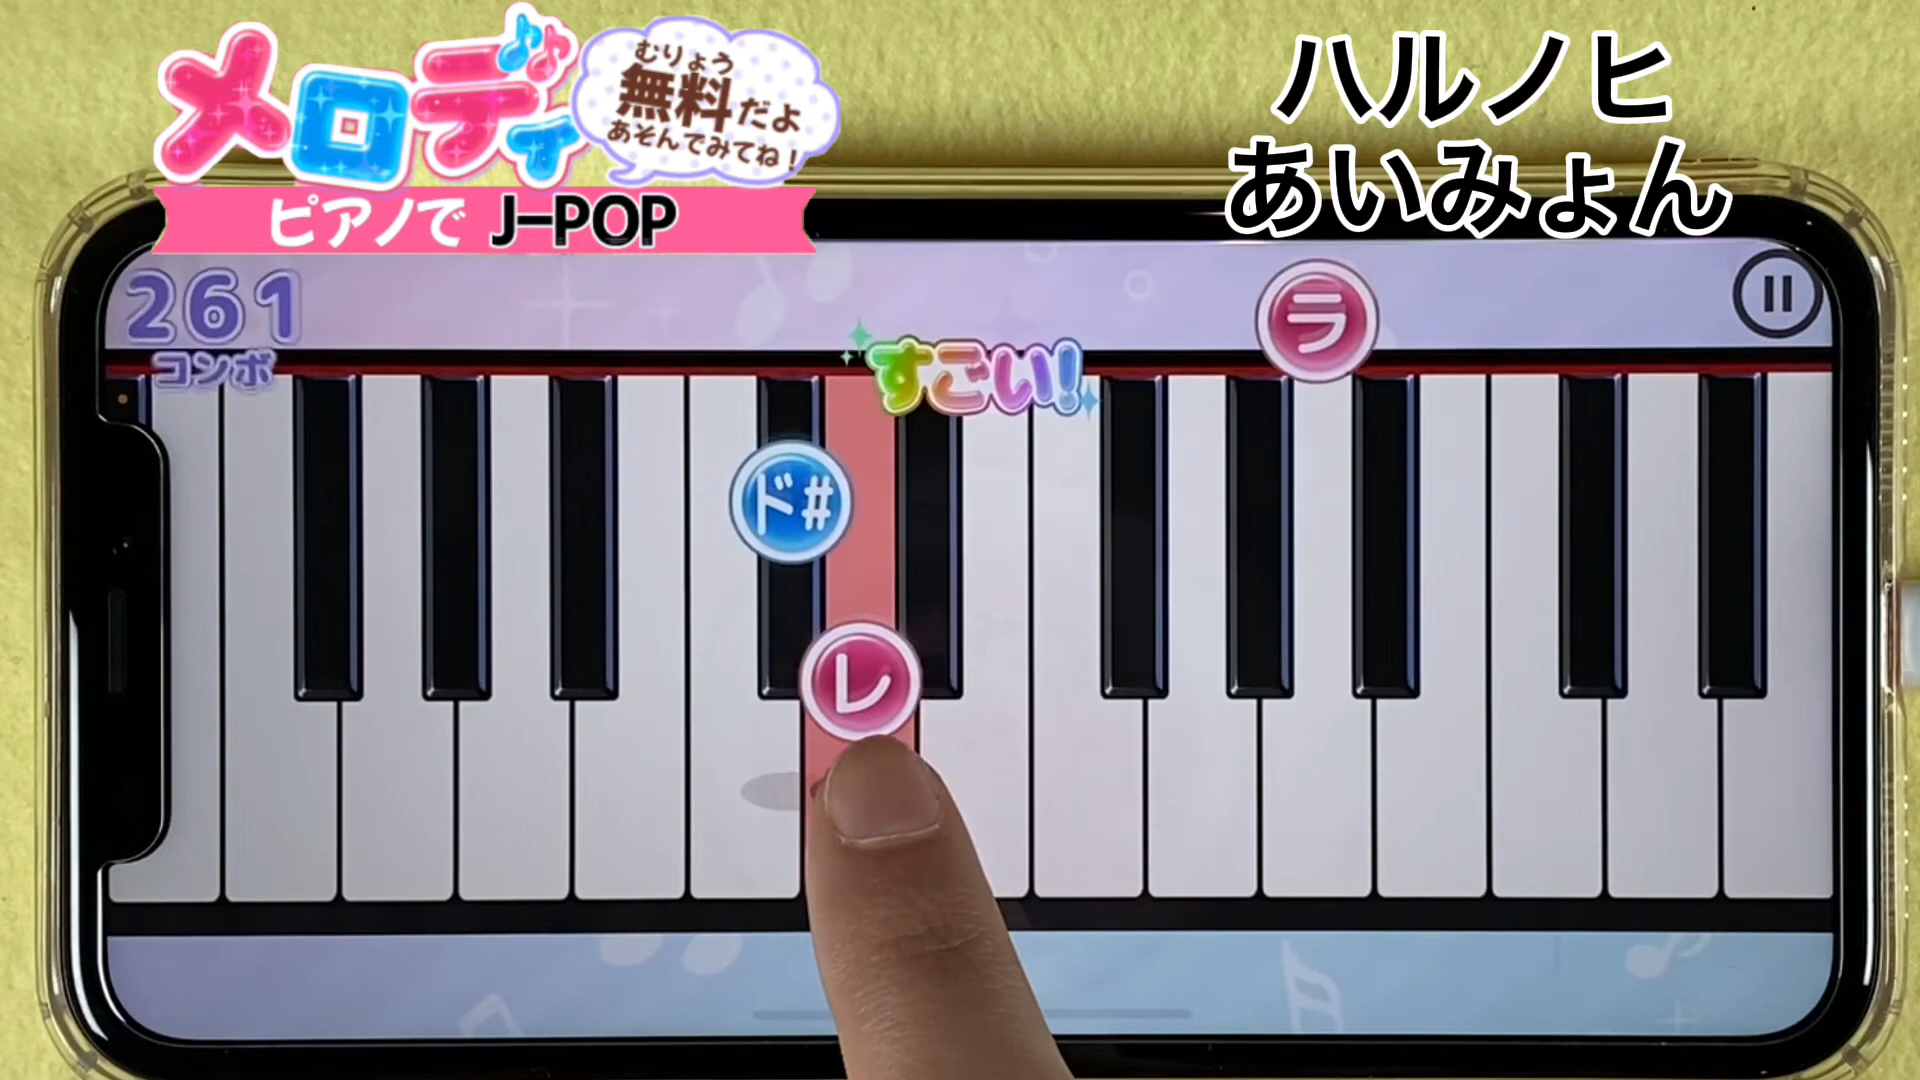 メロディ
むりょう
無料だよ
あそんでみてね！
ピアノで J-POP
ハルノヒ
あいみょん
261
コンボ
すごい!
ラ
ド#
レ